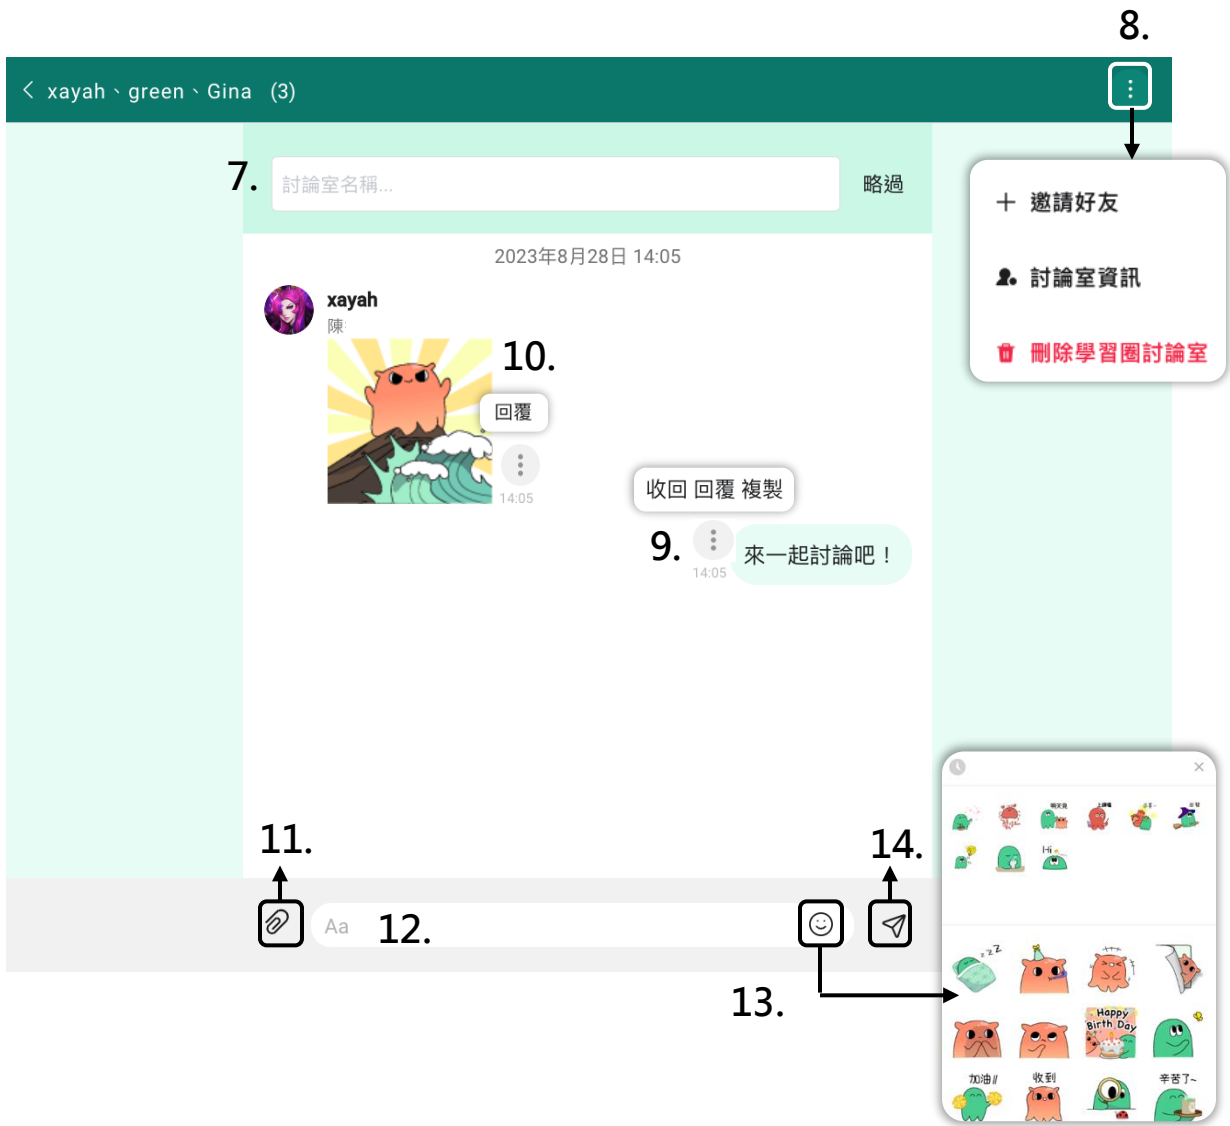 8.
xayah、green、Gina (3)
7.
討論室名稱...
略過
邀請好友
討論室資訊
刪除學習圈討論室
2023年8月28日 14:05
xayah
陳
10.
回覆
14:05
收回 回覆 複製
9.
來一起討論吧！
14:05
11.
14.
Aa
12.
13.
明天見
Hi
zzZ
Happy
Birth Day
加油//
收到
辛苦了~